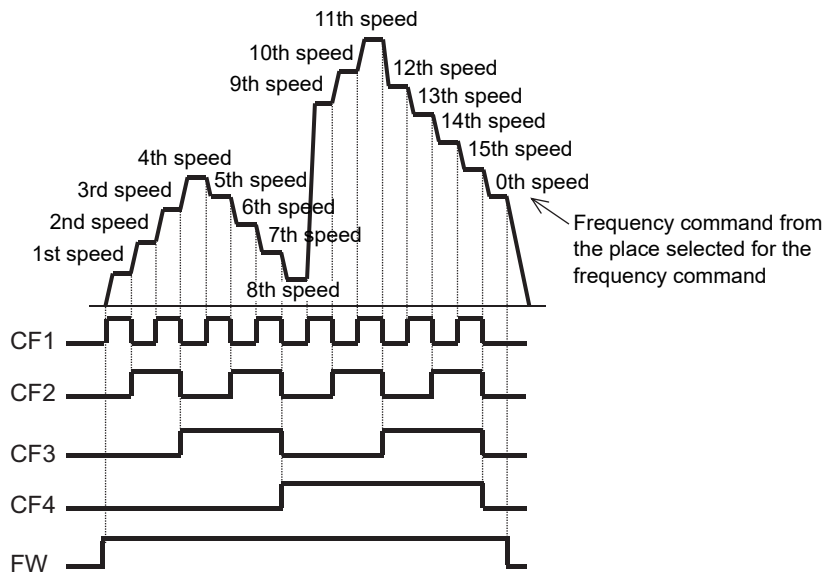 11th speed
10th speed
9th speed
12th speed
13th speed
14th speed
15th speed
0th speed
4th speed
3rd speed
2nd speed
1st speed
5th speed
6th speed
7th speed
8th speed
Frequency command from
the place selected for the
frequency command
CF1
CF2
CF3
CF4
FW